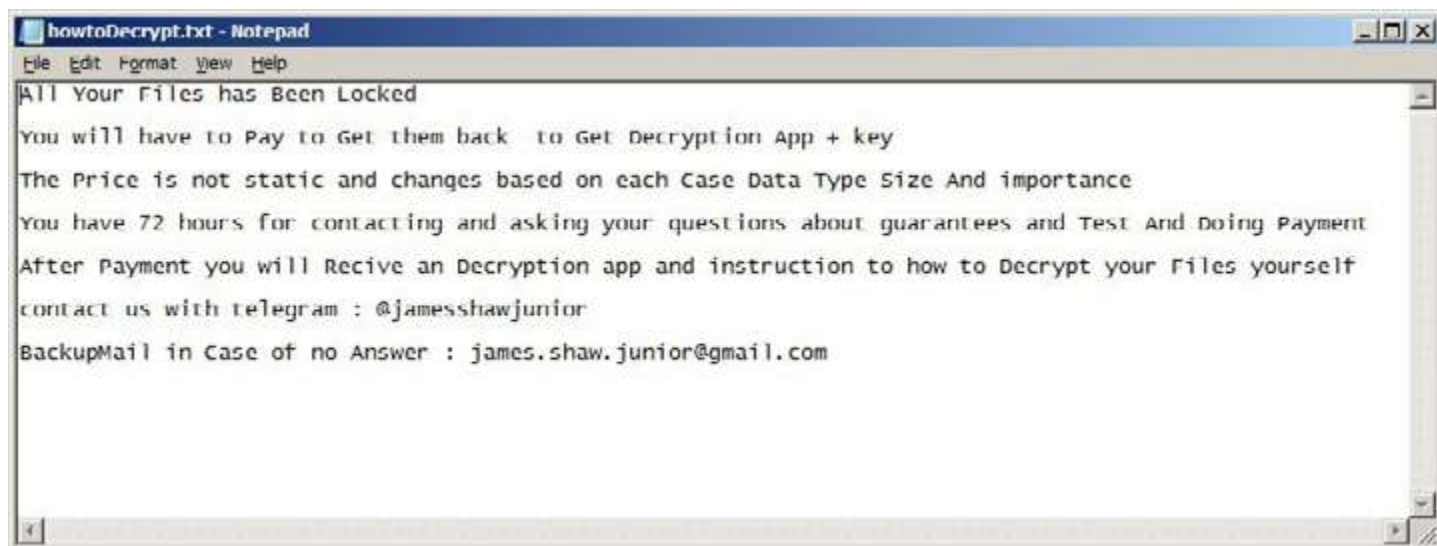 howtoDecrypt.txt - Notepad
File Edit Format View Help
All Your Files has Been Locked
You will have to Pay to Get them back to Get Decryption App + key
The Price is not static and changes based on each Case Data Type Size And importance
You have 72 hours for contacting and asking your questions about guarantees and Test And Doing Payment
After Payment you will Recive an Decryption app and instruction to how to Decrypt your Files yourself
contact us with telegram : @jamesshawjunior
BackupMail in Case of no Answer : james.shaw.junior@gmail.com